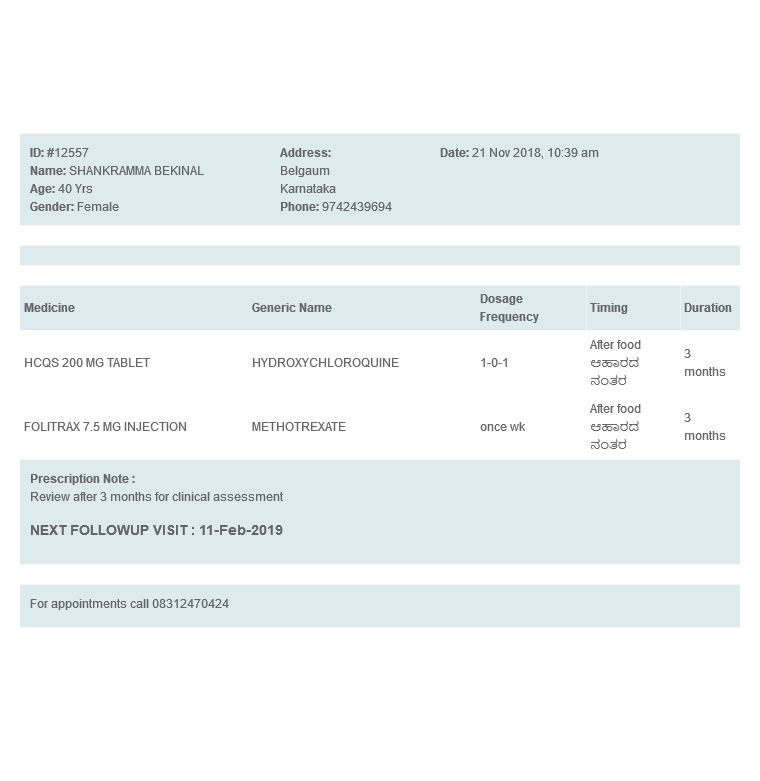 ID: #12557 Address: Date: 21 Nov 2018, 10:39 am
Name: SHANKRAMMA BEKINAL Belgaum
Age: 40 Yrs Karnataka
Gender: Female Phone: 9742439694
Medicine Generic Name Dosage Frequency Timing Duration
HCQS 200 MG TABLET HYDROXYCHLOROQUINE 1-0-1 After food ಆಹಾರದ ನಂತರ 3 months
FOLITRAX 7.5 MG INJECTION METHOTREXATE once wk After food ಆಹಾರದ ನಂತರ 3 months
Prescription Note :
Review after 3 months for clinical assessment
NEXT FOLLOWUP VISIT : 11-Feb-2019
For appointments call 08312470424